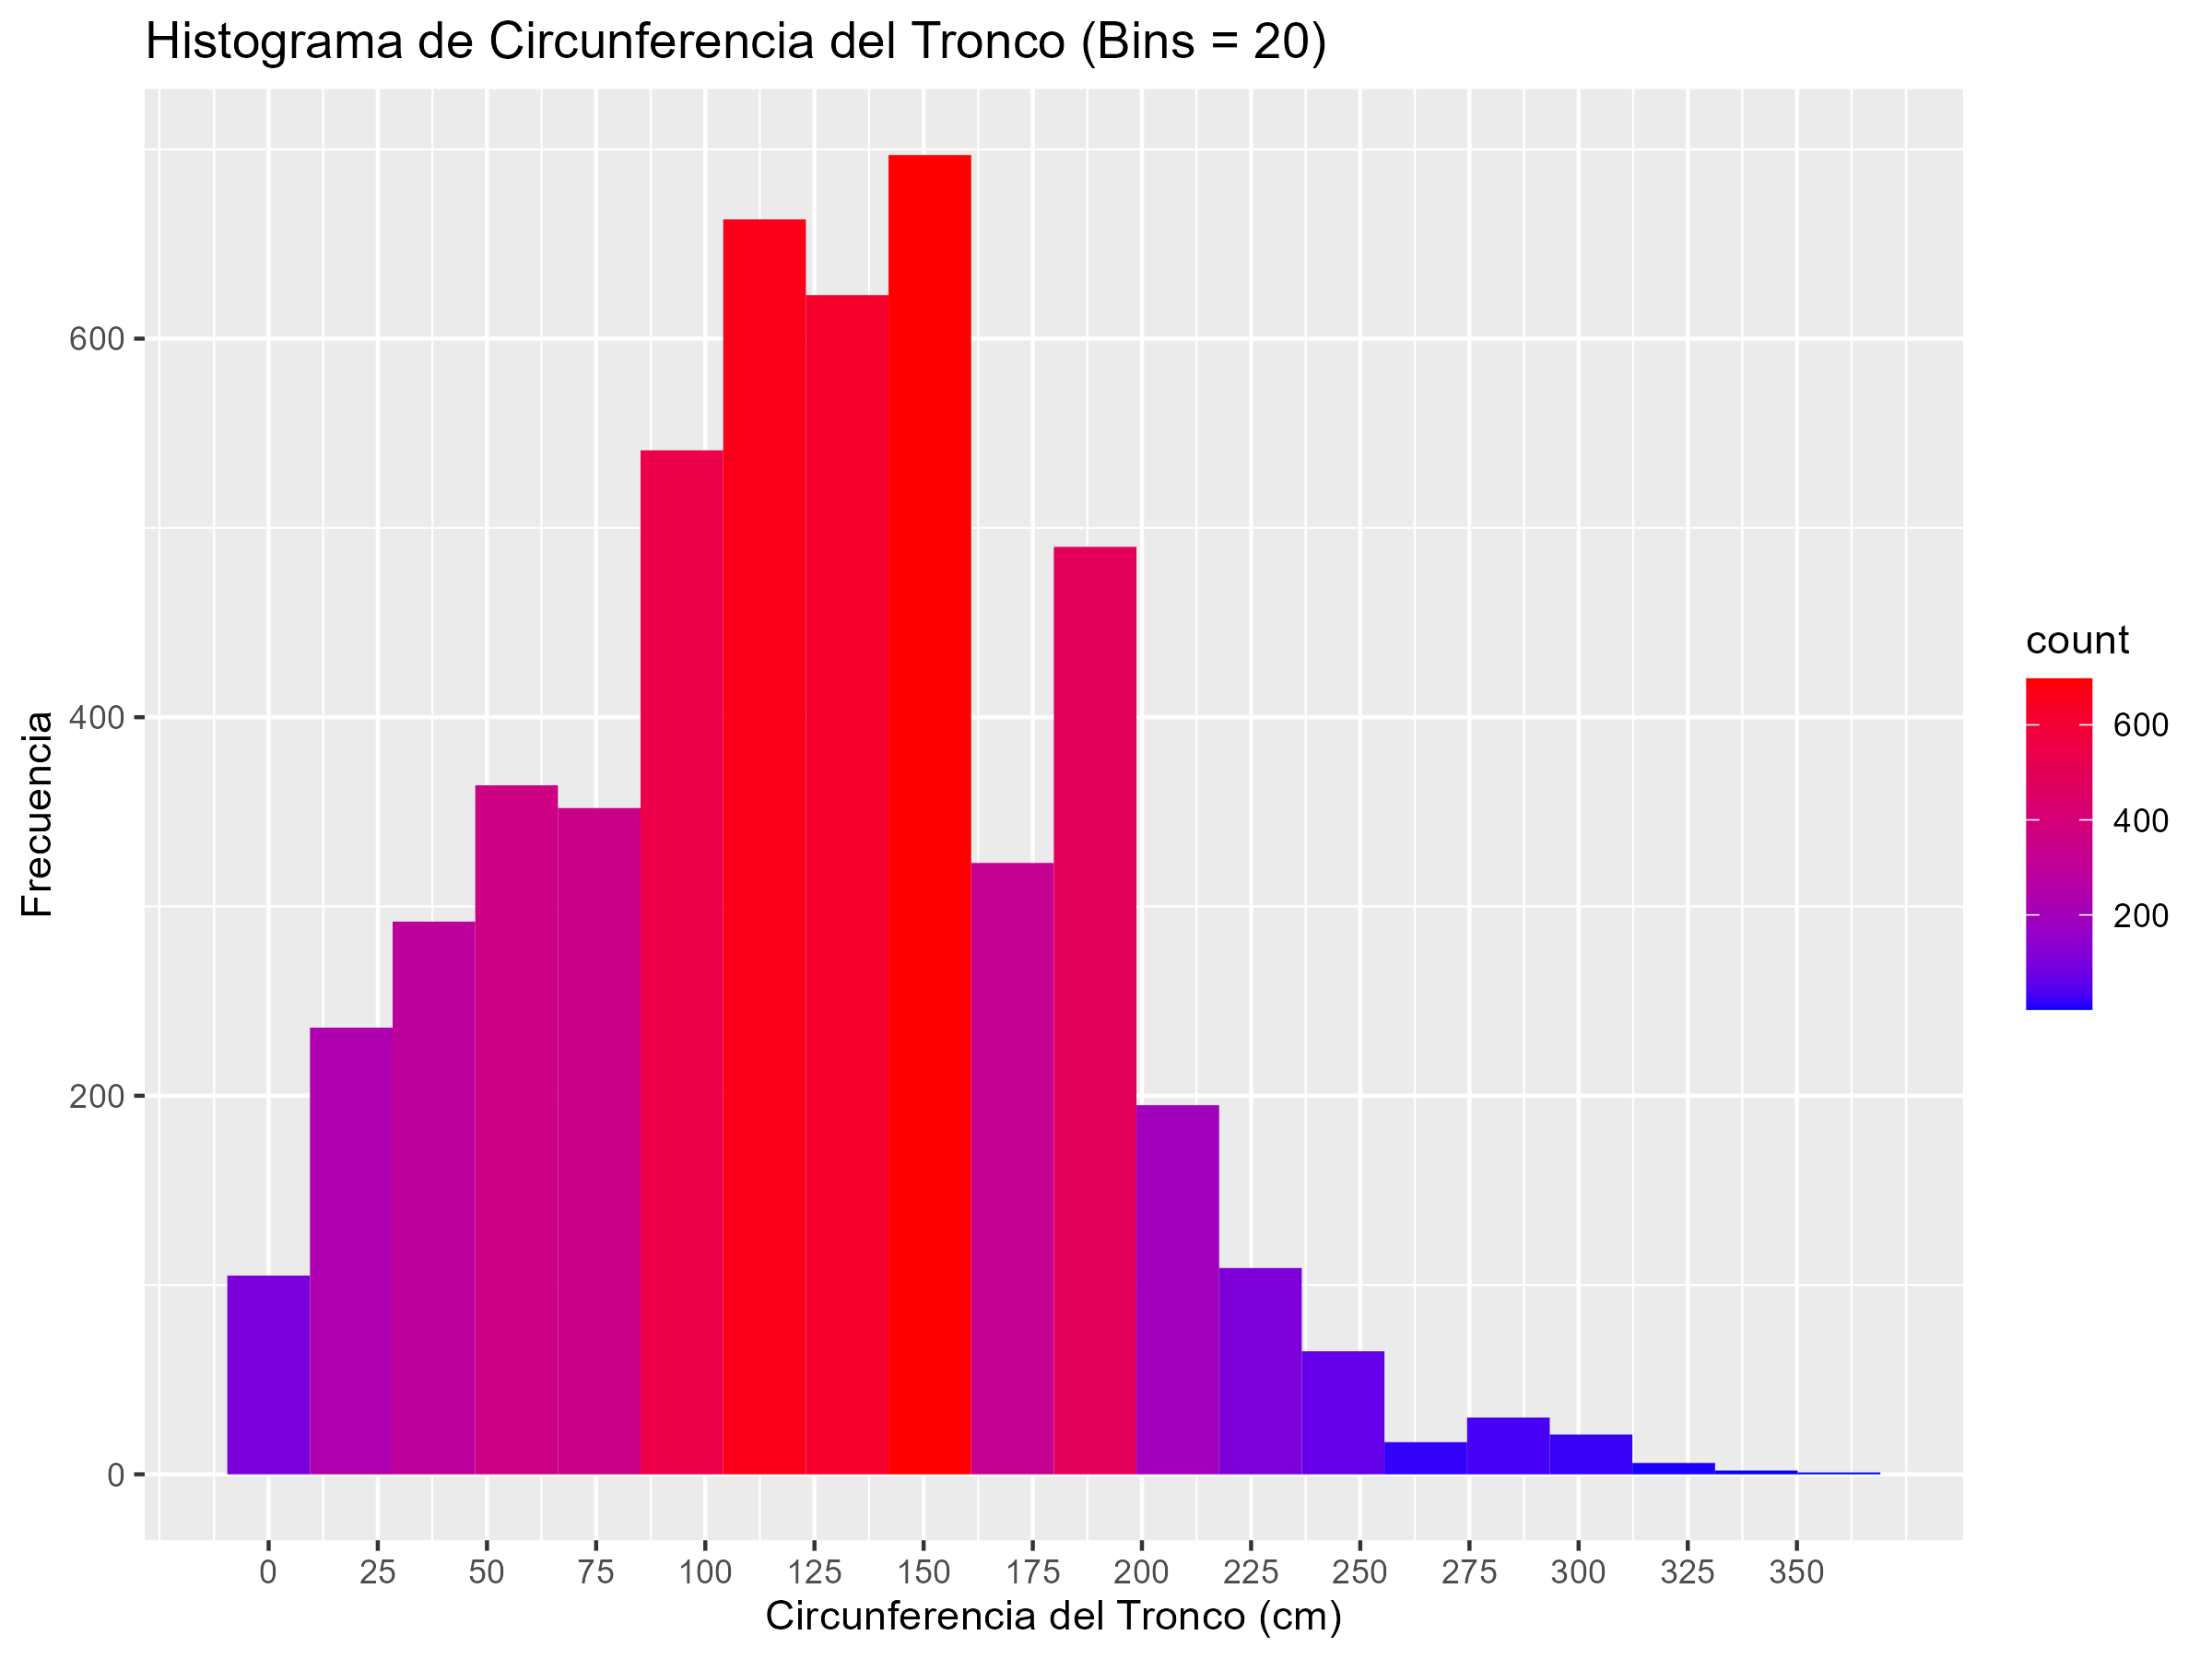 Histograma de Circunferencia del Tronco (Bins = 20)
Frecuencia
600
400
200
0
0 25 50 75 100 125 150 175 200 225 250 275 300 325 350
Circunferencia del Tronco (cm)
count
600
400
200